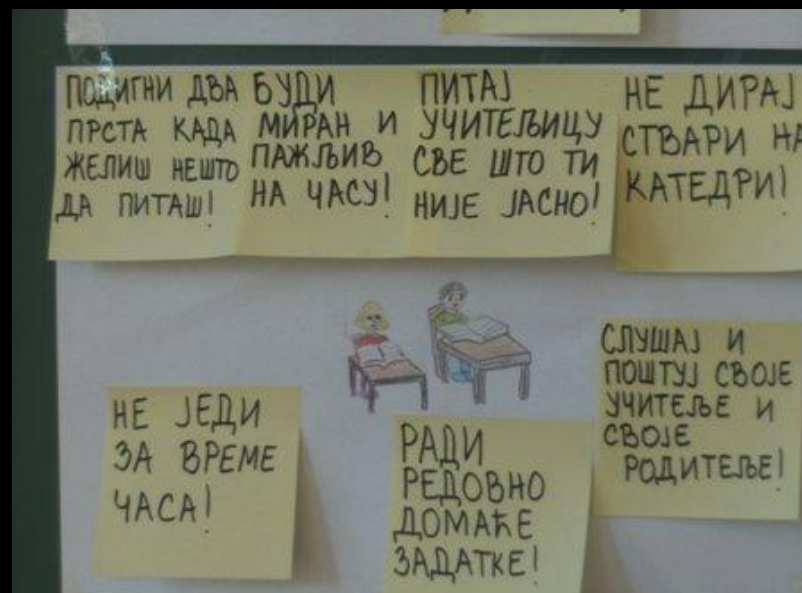 ПОДИГНИ ДВА
ПРСТА КАДА
ЖЕЛИШ НЕШТО
ДА ПИТАШ!
БУДИ
МИРАН И
ПАЖЉИВ
НА ЧАСУ!
ПИТАЈ
УЧИТЕЉИЦУ
СВЕ ШТО ТИ
НИЈЕ ЈАСНО!
НЕ ДИРАЈ
СТВАРИ НА
КАТЕДРИ!
СЛУШАЈ И
ПОШТУЈ СВОЈЕ
УЧИТЕЉЕ И
СВОЈЕ
РОДИТЕЉЕ!
НЕ ЈЕДИ
ЗА ВРЕМЕ
ЧАСА!
РАДИ
РЕДОВНО
ДОМАЋЕ
ЗАДАТКЕ!